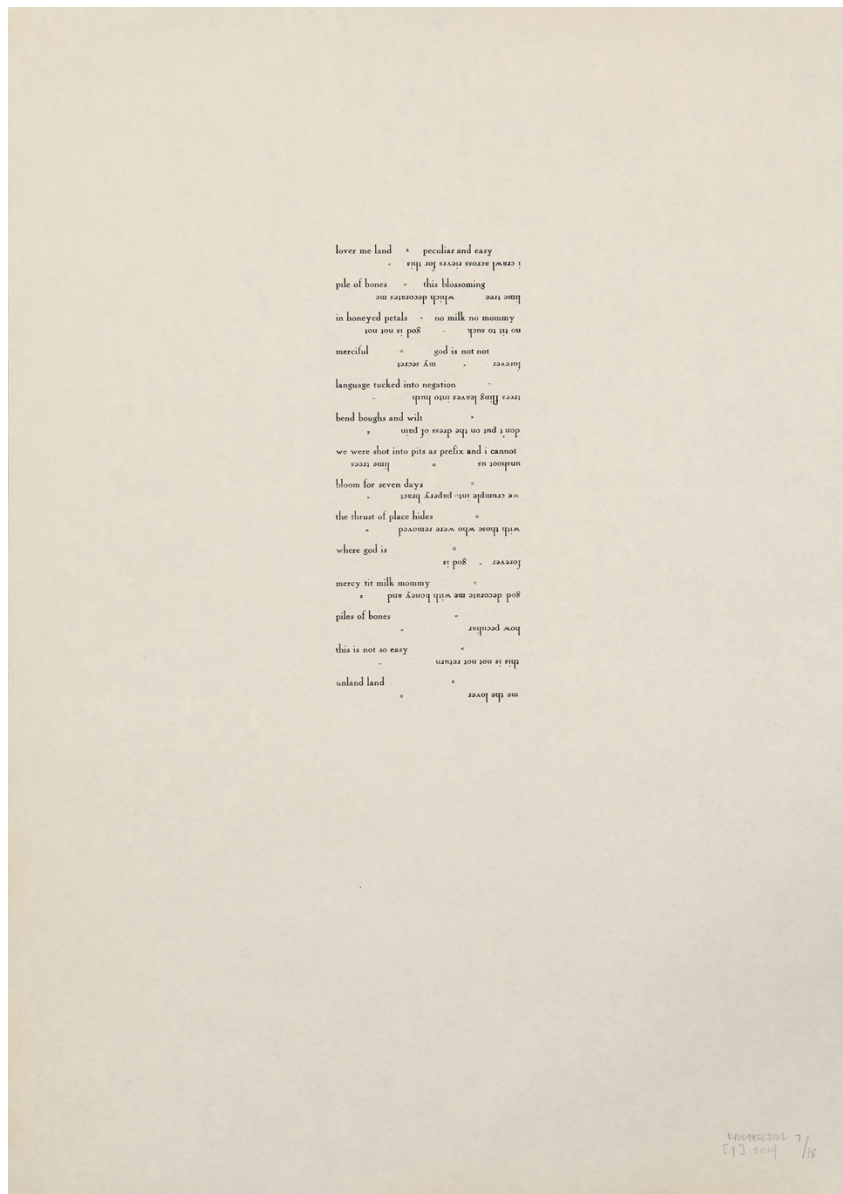 lover me land ° peculiar and easy
i crawl across for this
pile of bones ° this blossoming
lime tree which decorates me
in honeyed petals ° no milk no mommy
no tit to suck ° god is not not
merciful ° god is not not
forever ° my secret
language tucked into negation °
trees fling leaves into hush °
bend boughs and wilt °
don't put on the dress of pain °
we were shot into pits as prefix and i cannot
unshoot us ° lime trees
bloom for seven days °
we crumple into papery bract °
the thrust of place hides °
with those who were removed °
where god is °
forever ° god is
mercy tit milk mommy °
god decorate me with honey and °
piles of bones °
how peculiar °
this is not so easy °
this is not not return °
unland land °
me the lover °
7/18